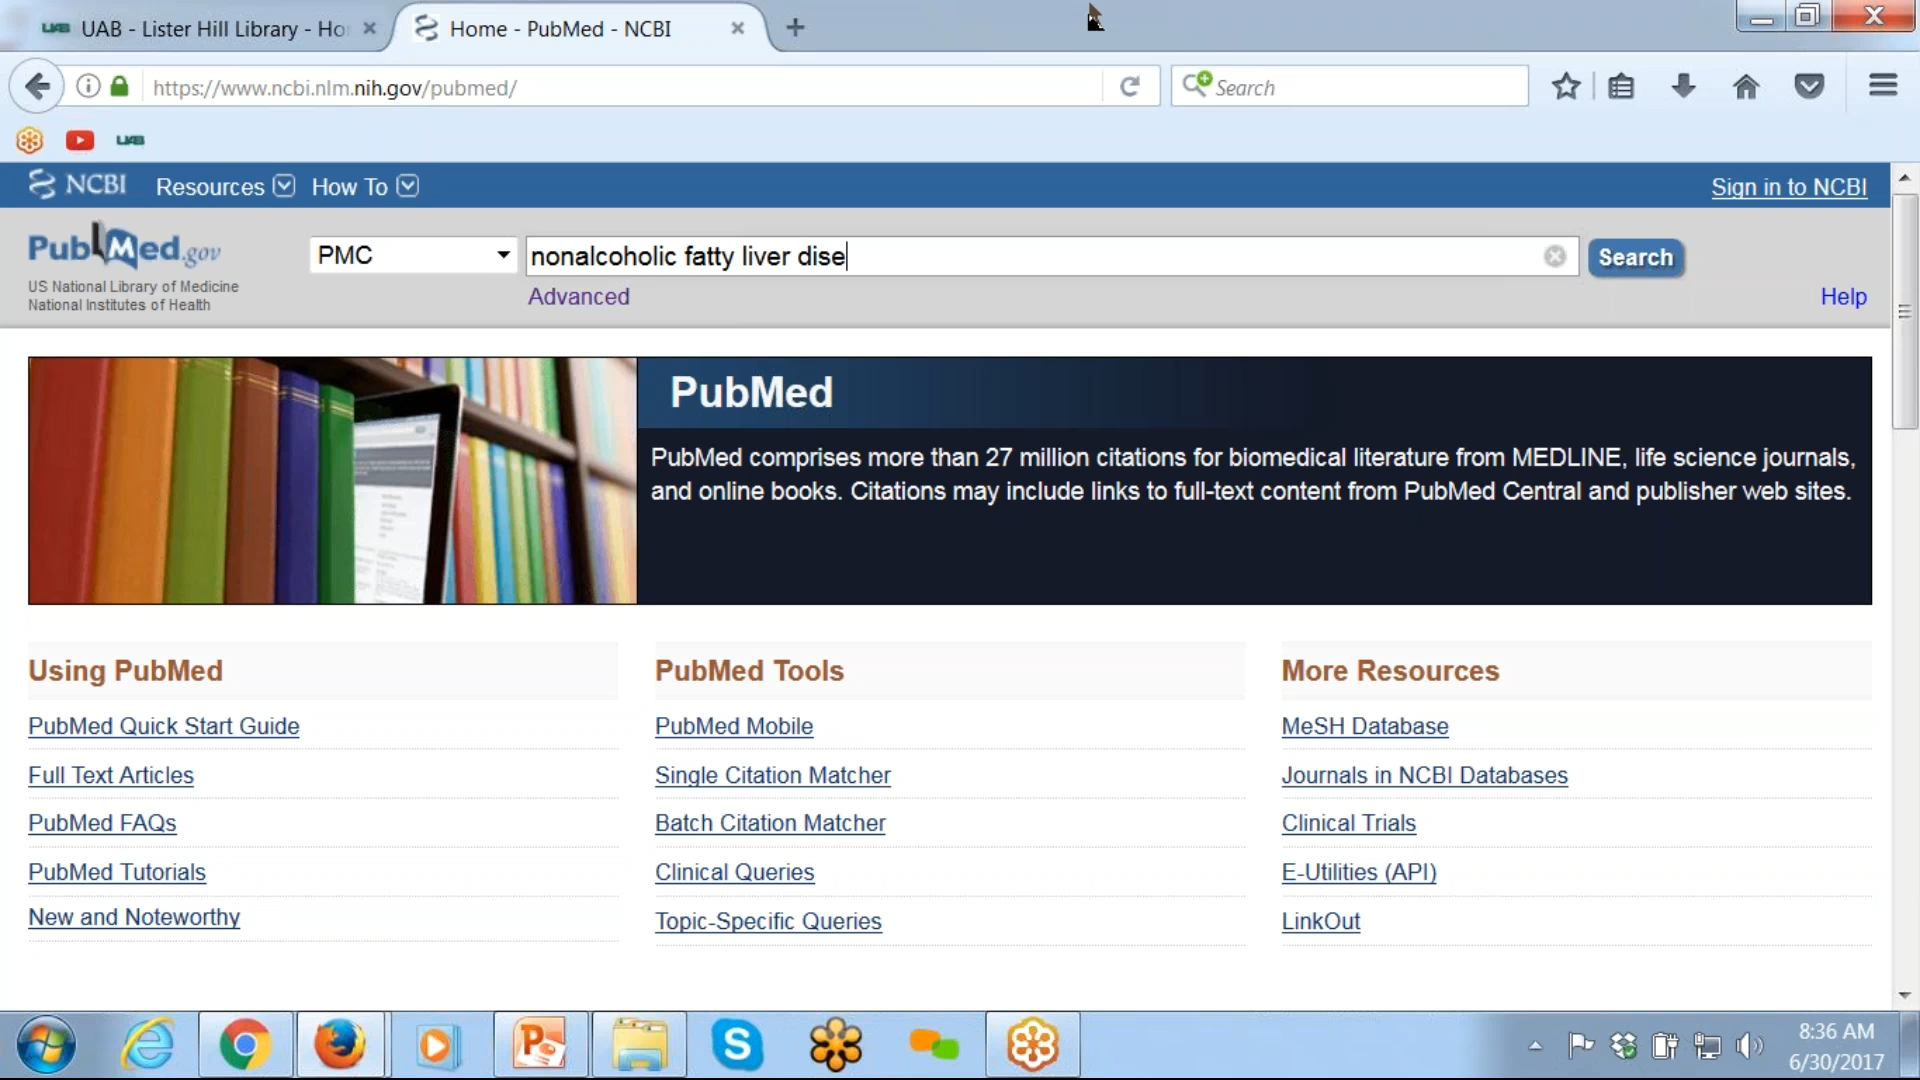 UAB UAB - Lister Hill Library - Ho
Home - PubMed - NCBI
https://www.ncbi.nlm.nih.gov/pubmed/
Search
UAB
NCBI
Resources
How To
Sign in to NCBI
PubMed.gov
US National Library of Medicine
National Institutes of Health
PMC
nonalcoholic fatty liver dise
Search
Advanced
Help
PubMed
PubMed comprises more than 27 million citations for biomedical literature from MEDLINE, life science journals,
and online books. Citations may include links to full-text content from PubMed Central and publisher web sites.
Using PubMed
PubMed Quick Start Guide
Full Text Articles
PubMed FAQs
PubMed Tutorials
New and Noteworthy
PubMed Tools
PubMed Mobile
Single Citation Matcher
Batch Citation Matcher
Clinical Queries
Topic-Specific Queries
More Resources
MeSH Database
Journals in NCBI Databases
Clinical Trials
E-Utilities (API)
LinkOut
8:36 AM
6/30/2017